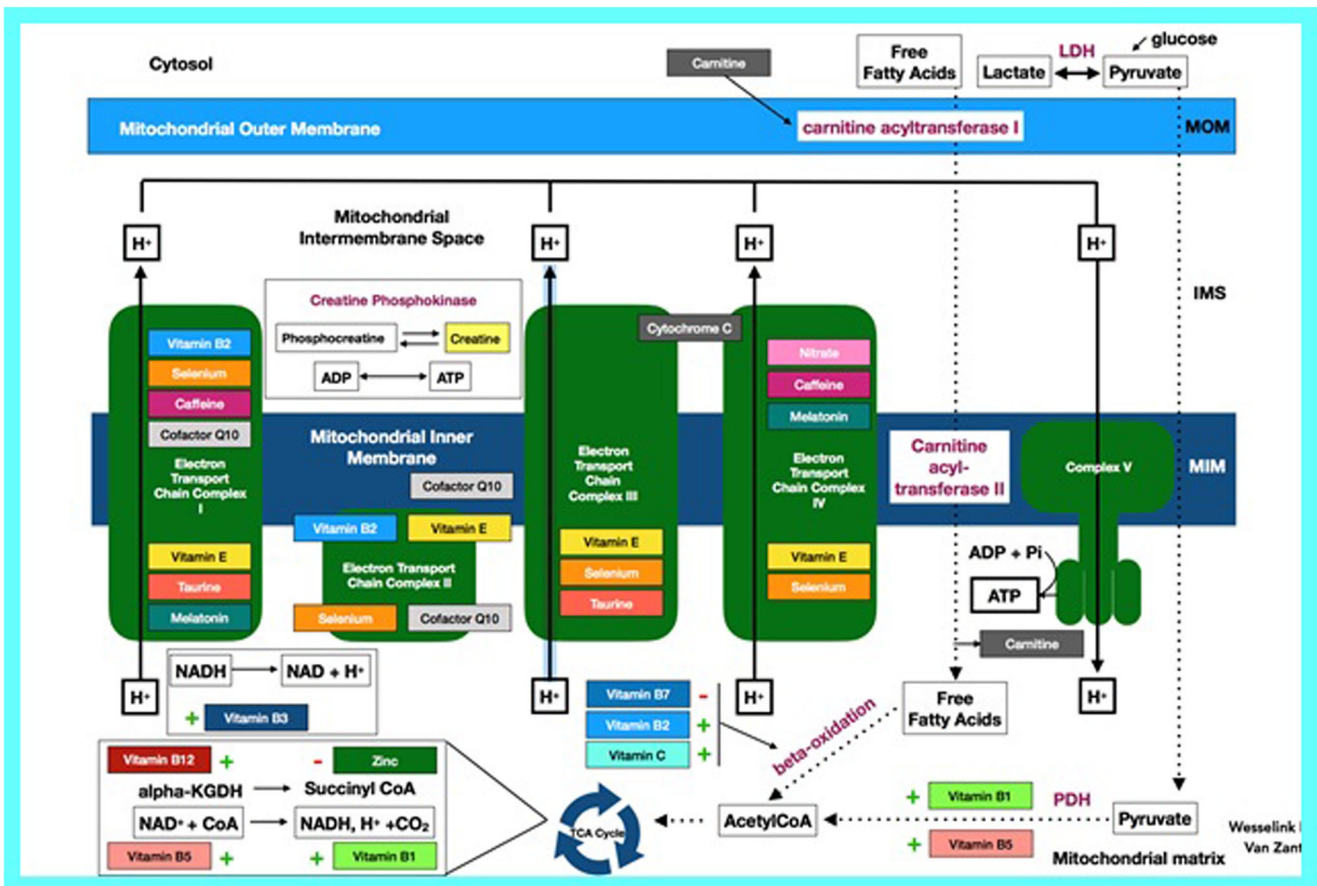 Cytosol
Carnitine
Free
Fatty Acids
LDH
glucose
Lactate
Pyruvate
Mitochondrial Outer Membrane
carnitine acyltransferase I
MOM
Mitochondrial
Intermembrane Space
H+
H+
H+
H+
IMS
Creatine Phosphokinase
Phosphocreatine
Creatine
ADP
ATP
Cytochrome C
Vitamin B2
Selenium
Caffeine
Cofactor Q10
Electron
Transport
Chain Complex
I
Vitamin E
Taurine
Melatonin
Mitochondrial Inner
Membrane
Cofactor Q10
Vitamin B2
Vitamin E
Electron Transport
Chain Complex II
Selenium
Cofactor Q10
Electron
Transport
Chain
Complex III
Vitamin E
Selenium
Taurine
Nitrate
Caffeine
Melatonin
Electron
Transport
Chain Complex
IV
Vitamin E
Selenium
Carnitine
acyl-
transferase II
Complex V
MIM
ADP + Pi
ATP
Carnitine
H+
H+
H+
H+
NADH
NAD + H+
+
Vitamin B3
Vitamin B7 -
Vitamin B2 +
Vitamin C +
beta-oxidation
Free
Fatty Acids
Vitamin B12 +
- Zinc
alpha-KGDH
Succinyl CoA
NAD+ + CoA
NADH, H+ +CO2
Vitamin B5 +
+ Vitamin B1
TCA Cycle
AcetylCoA
+ Vitamin B1
PDH
+ Vitamin B5
Pyruvate
Mitochondrial matrix
Wesselink
Van Zant